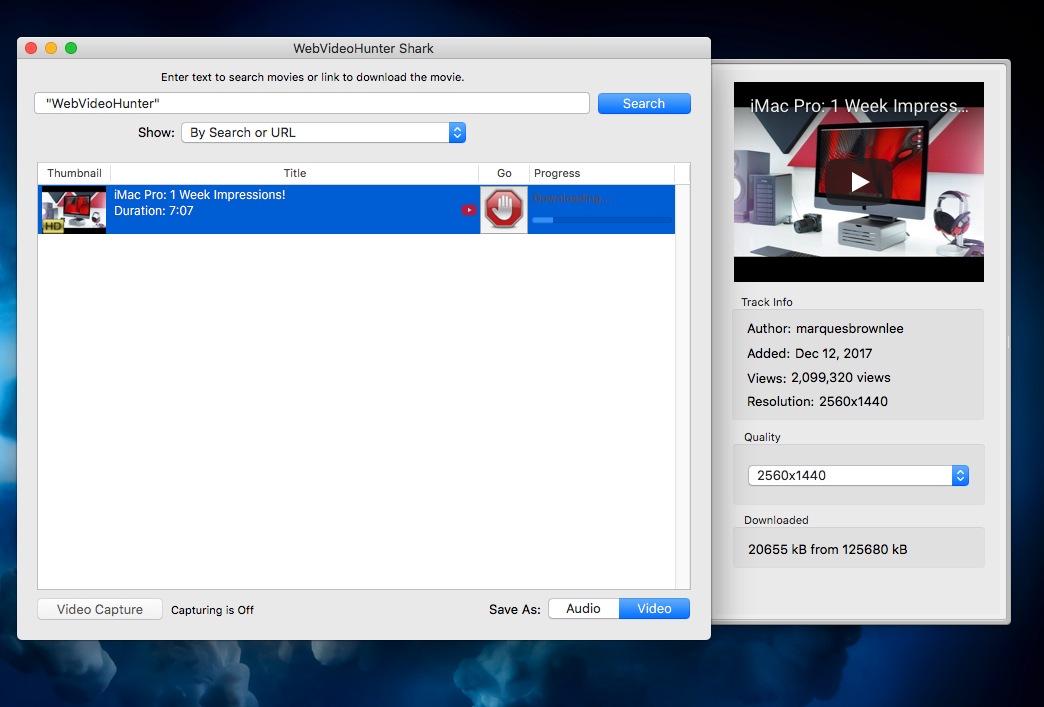 WebVideoHunter Shark
Enter text to search movies or link to download the movie.
"WebVideoHunter"
Search
Show: By Search or URL
Thumbnail Title Go Progress
HD
iMac Pro: 1 Week Impressions!
Duration: 7:07
Downloading..
Video Capture Capturing is Off
Save As: Audio Video
iMac Pro: 1 Week Impress...
Track Info
Author: marquesbrownlee
Added: Dec 12, 2017
Views: 2,099,320 views
Resolution: 2560x1440
Quality
2560x1440
Downloaded
20655 kB from 125680 kB